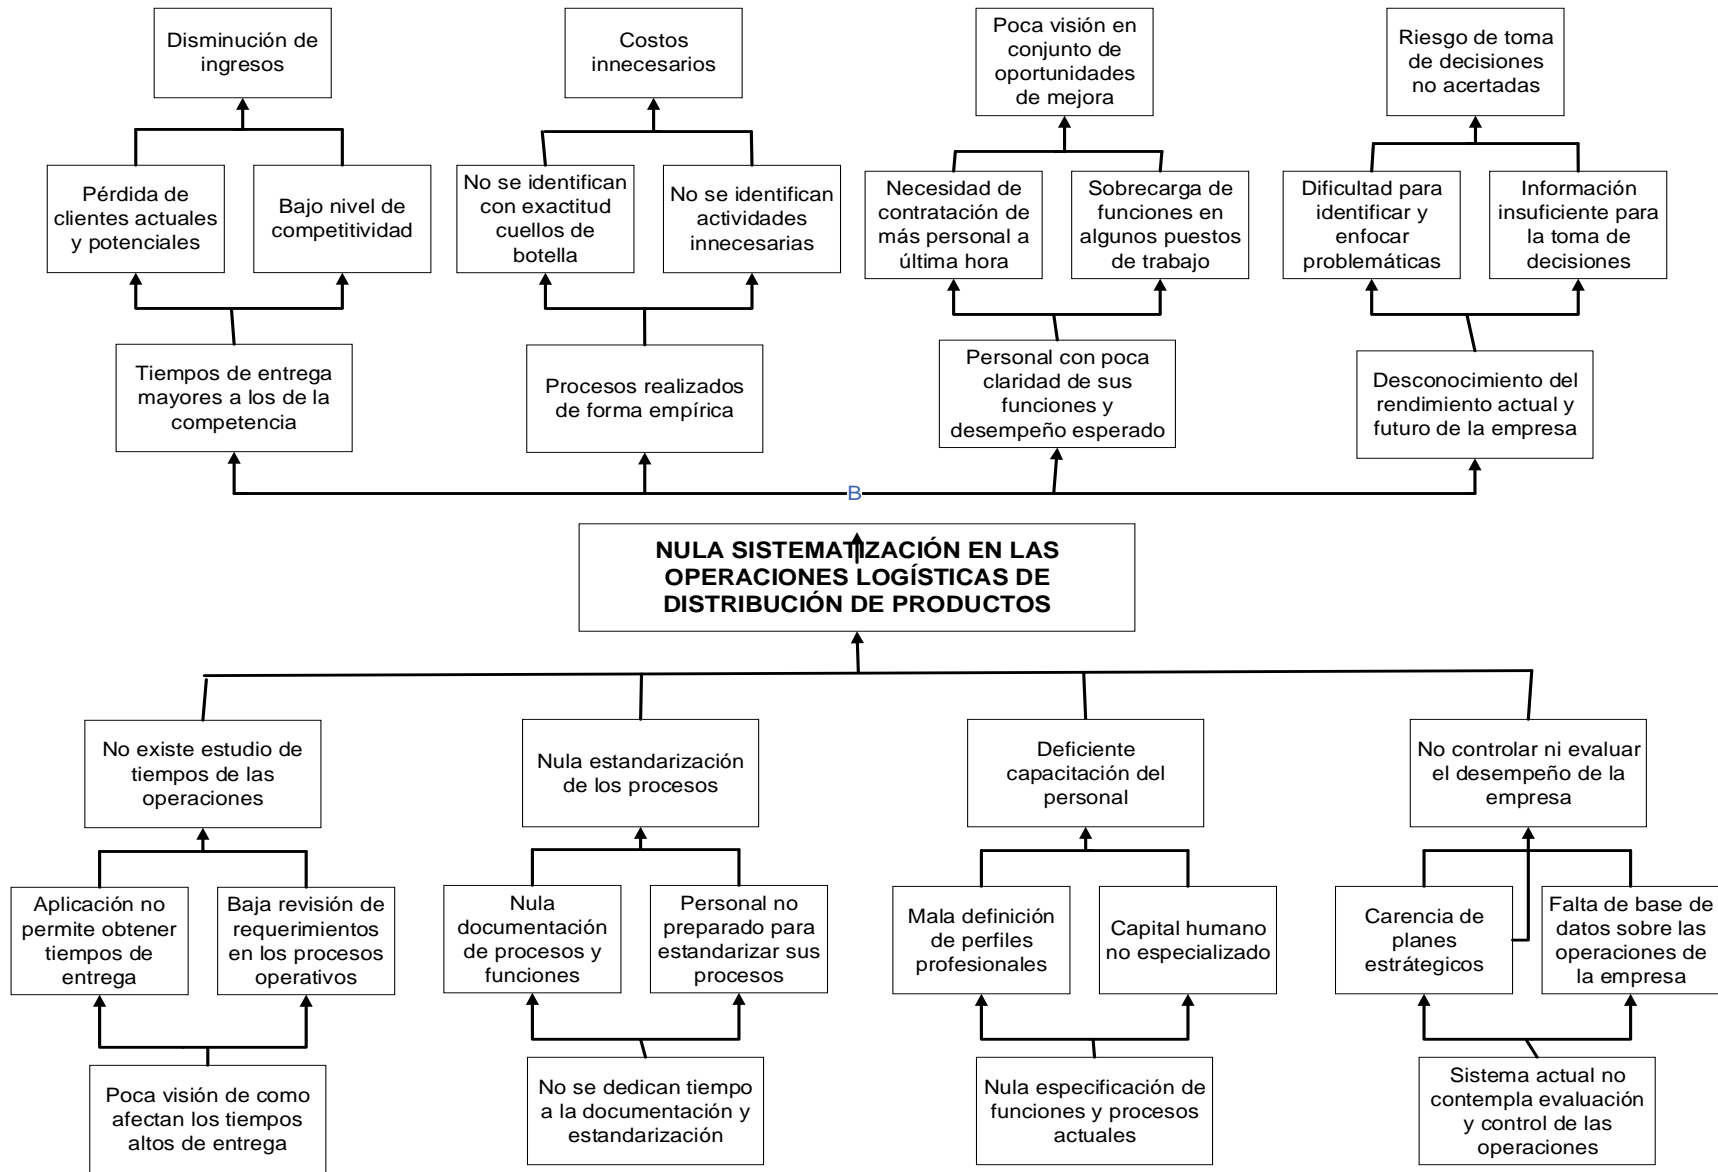 Disminución de
ingresos
Costos
innecesarios
Poca visión en
conjunto de
oportunidades
de mejora
Riesgo de toma
de decisiones
no acertadas
Pérdida de
clientes actuales
y potenciales
Bajo nivel de
competitividad
No se identifican
con exactitud
cuellos de
botella
No se identifican
actividades
innecesarias
Necesidad de
contratación de
más personal a
última hora
Sobrecarga de
funciones en
algunos puestos
de trabajo
Dificultad para
identificar y
enfocar
problemáticas
Información
insuficiente para
la toma de
decisiones
Tiempos de entrega
mayores a los de la
competencia
Procesos realizados
de forma empírica
Personal con poca
claridad de sus
funciones y
desempeño esperado
Desconocimiento del
rendimiento actual y
futuro de la empresa
B
NULA SISTEMATIZACIÓN EN LAS
OPERACIONES LOGÍSTICAS DE
DISTRIBUCIÓN DE PRODUCTOS
No existe estudio de
tiempos de las
operaciones
Nula estandarización
de los procesos
Deficiente
capacitación del
personal
No controlar ni evaluar
el desempeño de la
empresa
Aplicación no
permite obtener
tiempos de
entrega
Baja revisión de
requerimientos
en los procesos
operativos
Nula
documentación
de procesos y
funciones
Personal no
preparado para
estandarizar sus
procesos
Mala definición
de perfiles
profesionales
Capital humano
no especializado
Carencia de
planes
estrátegicos
Falta de base de
datos sobre las
operaciones de
la empresa
Poca visión de como
afectan los tiempos
altos de entrega
No se dedican tiempo
a la documentación y
estandarización
Nula especificación de
funciones y procesos
actuales
Sistema actual no
contempla evaluación
y control de las
operaciones